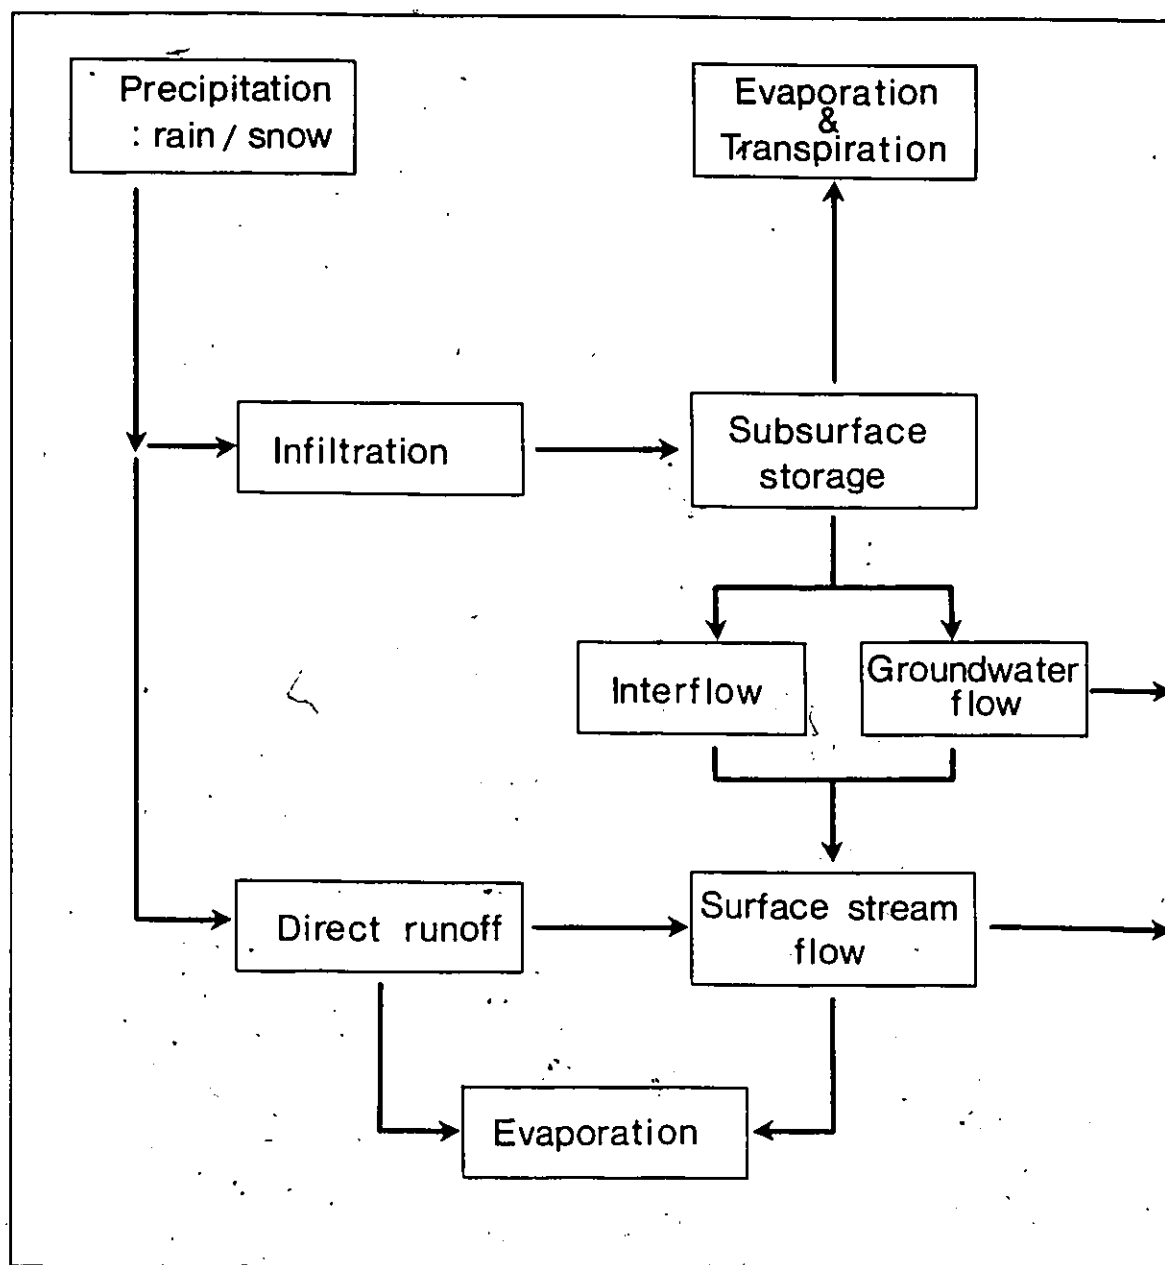 Precipitation
: rain / snow
Evaporation
&
Transpiration
Infiltration
Subsurface
storage
Interflow
Groundwater
flow
Direct runoff
Surface stream
flow
Evaporation